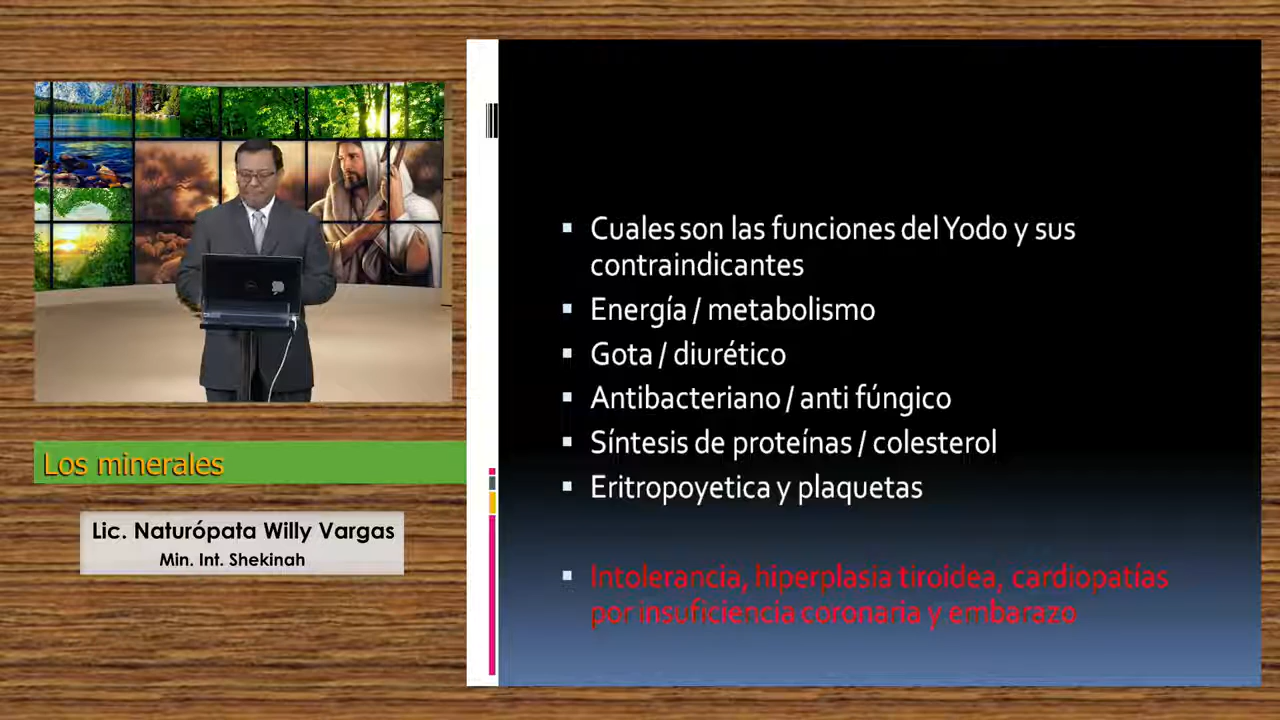 Cuales son las funciones del Yodo y sus
contraindicantes
Energía / metabolismo
Gota / diurético
Antibacteriano / anti fúngico
Síntesis de proteínas / colesterol
Eritropoyetica y plaquetas
Intolerancia, hiperplasia tiroidea, cardiopatías
por insuficiencia coronaria y embarazo
Los minerales
Lic. Naturópata Willy Vargas
Min. Int. Shekinah